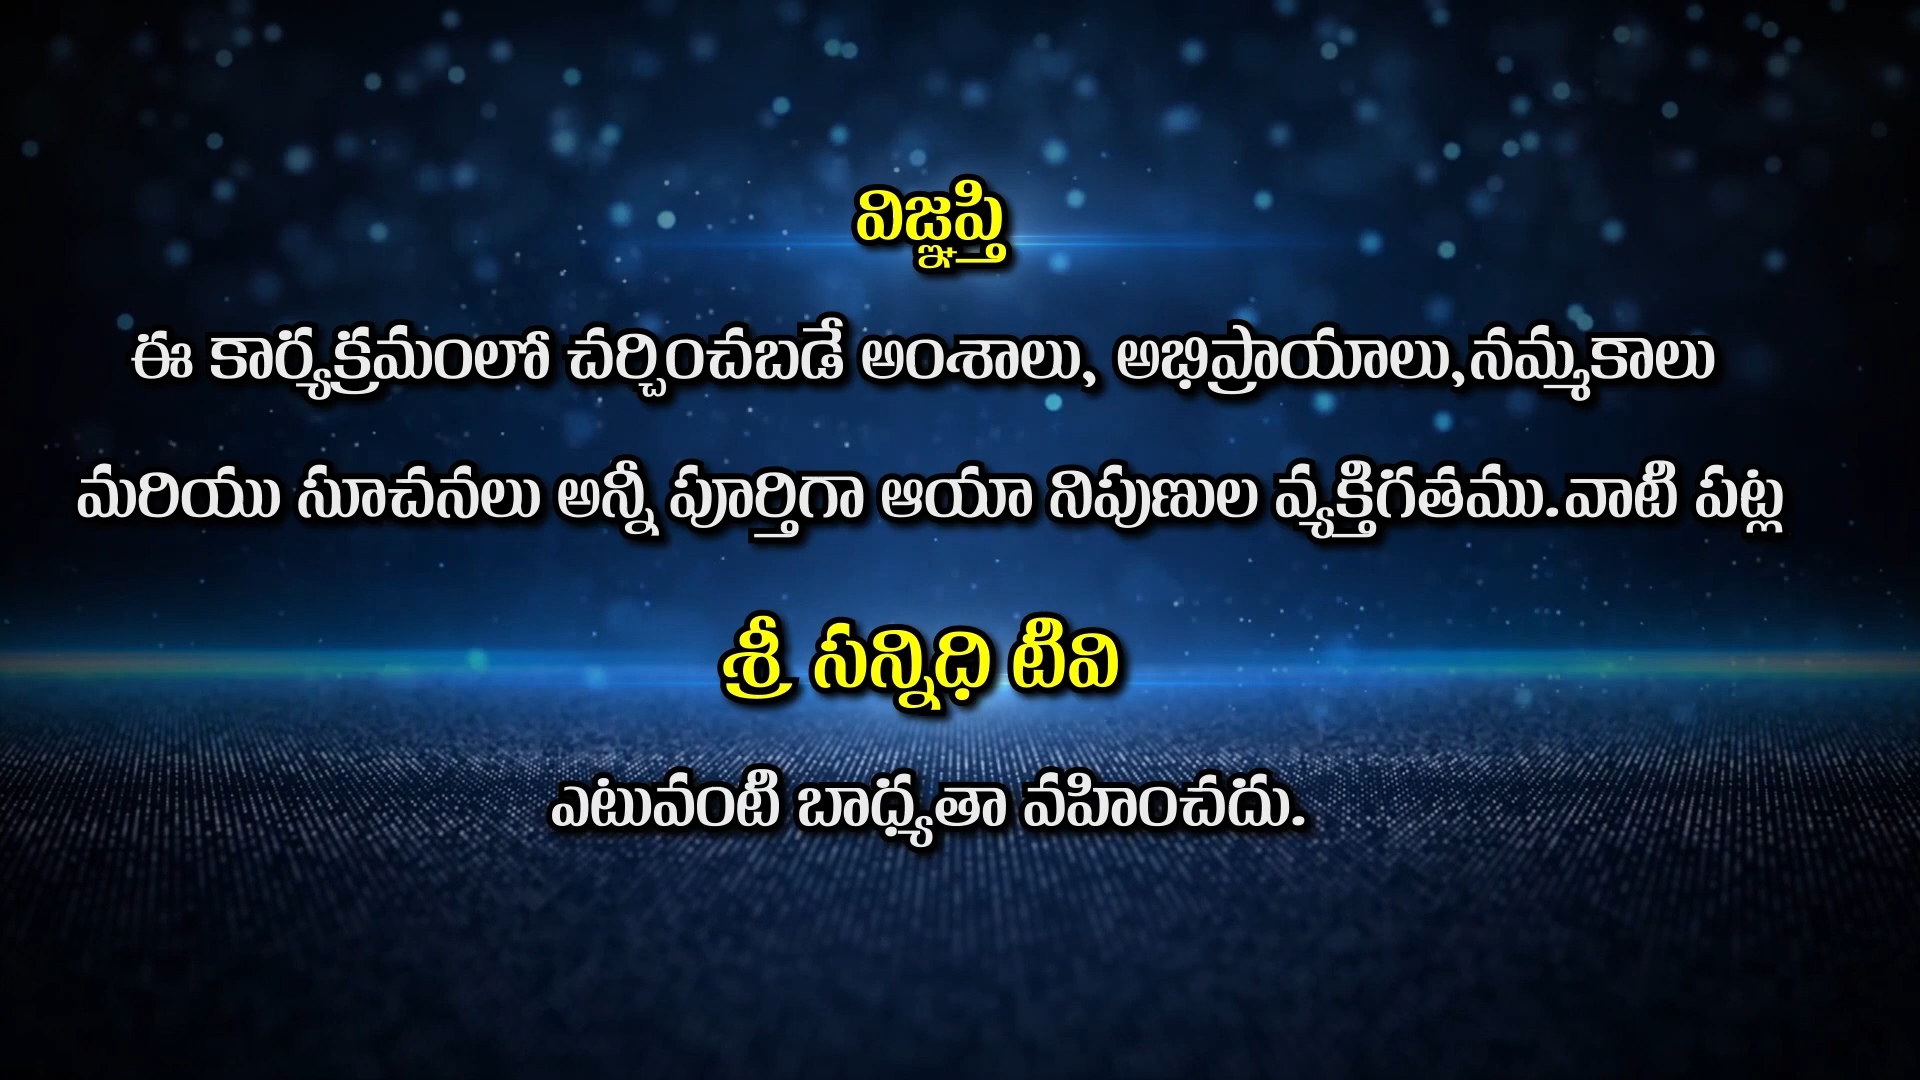 విజ్ఞప్తి
ఈ కార్యక్రమంలో చర్చించబడే అంశాలు, అభిప్రాయాలు,నమ్మకాలు
మరియు సూచనలు అన్నీ పూర్తిగా ఆయా నిపుణుల వ్యక్తిగతము.వాటి పట్ల
శ్రీ సన్నిధి టీవి
ఎటువంటి బాధ్యతా వహించదు.